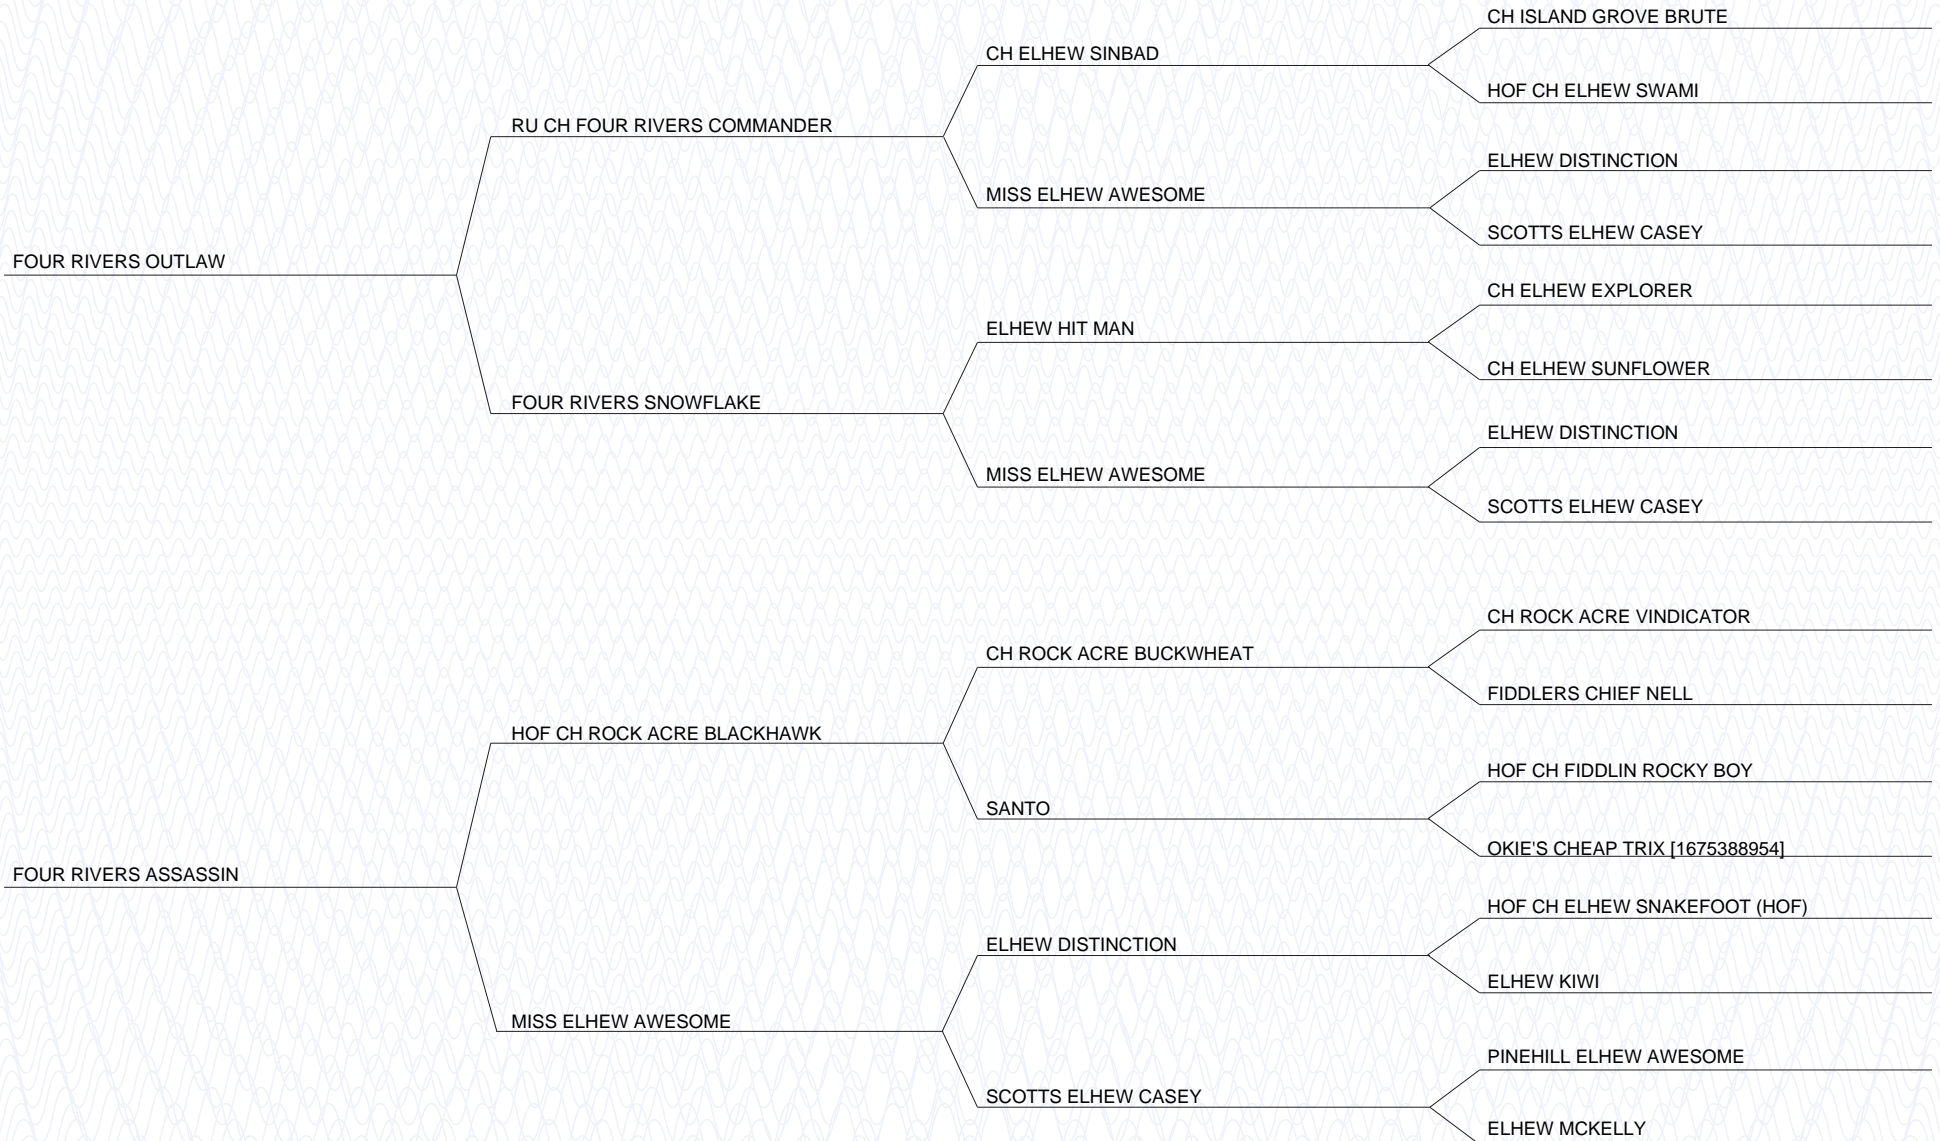 CH ISLAND GROVE BRUTE
CH ELHEW SINBAD
HOF CH ELHEW SWAMI
RU CH FOUR RIVERS COMMANDER
ELHEW DISTINCTION
MISS ELHEW AWESOME
SCOTTS ELHEW CASEY
FOUR RIVERS OUTLAW
CH ELHEW EXPLORER
ELHEW HIT MAN
CH ELHEW SUNFLOWER
FOUR RIVERS SNOWFLAKE
ELHEW DISTINCTION
MISS ELHEW AWESOME
SCOTTS ELHEW CASEY
CH ROCK ACRE VINDICATOR
CH ROCK ACRE BUCKWHEAT
FIDDLERS CHIEF NELL
HOF CH ROCK ACRE BLACKHAWK
HOF CH FIDDLIN ROCKY BOY
SANTO
OKIE'S CHEAP TRIX [1675388954]
FOUR RIVERS ASSASSIN
HOF CH ELHEW SNAKEFOOT (HOF)
ELHEW DISTINCTION
ELHEW KIWI
MISS ELHEW AWESOME
PINEHILL ELHEW AWESOME
SCOTTS ELHEW CASEY
ELHEW MCKELLY